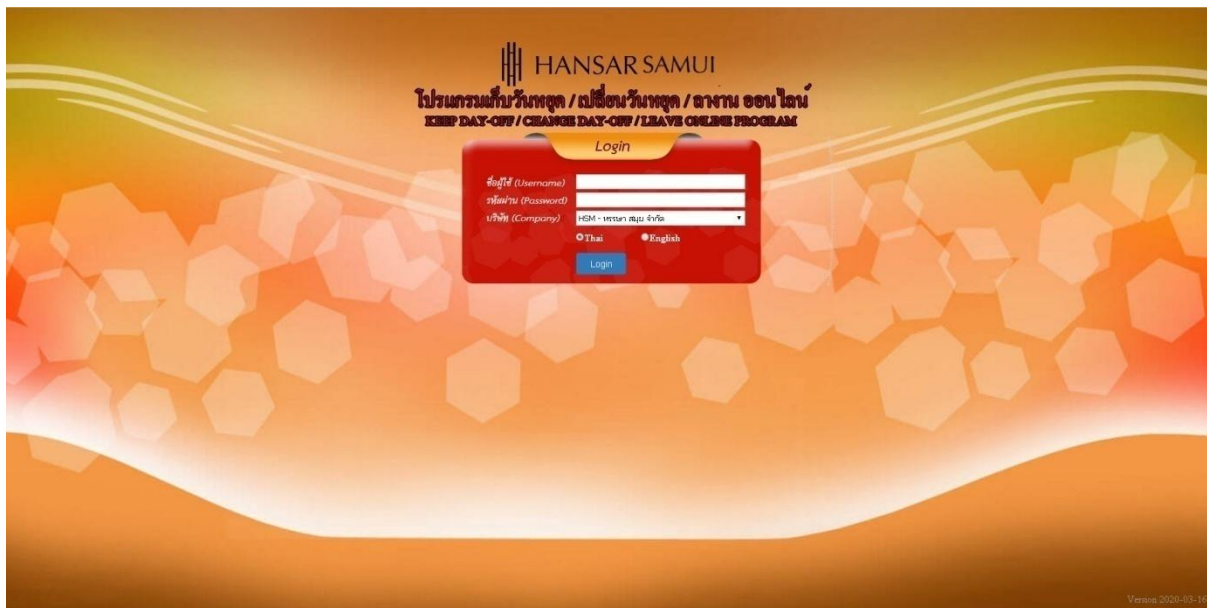 HANSAR SAMUI
โปรแกรมเก็บวันหยุด / เปลี่ยนวันหยุด / ลางาน ออนไลน์
KEEP DAY-OFF / CHANGE DAY-OFF / LEAVE ONLINE PROGRAM
Login
ชื่อผู้ใช้ (Username)
รหัสผ่าน (Password)
บริษัท (Company) HSM - หรรษา สมุย จำกัด
Thai English
Login
Version 2020-03-16